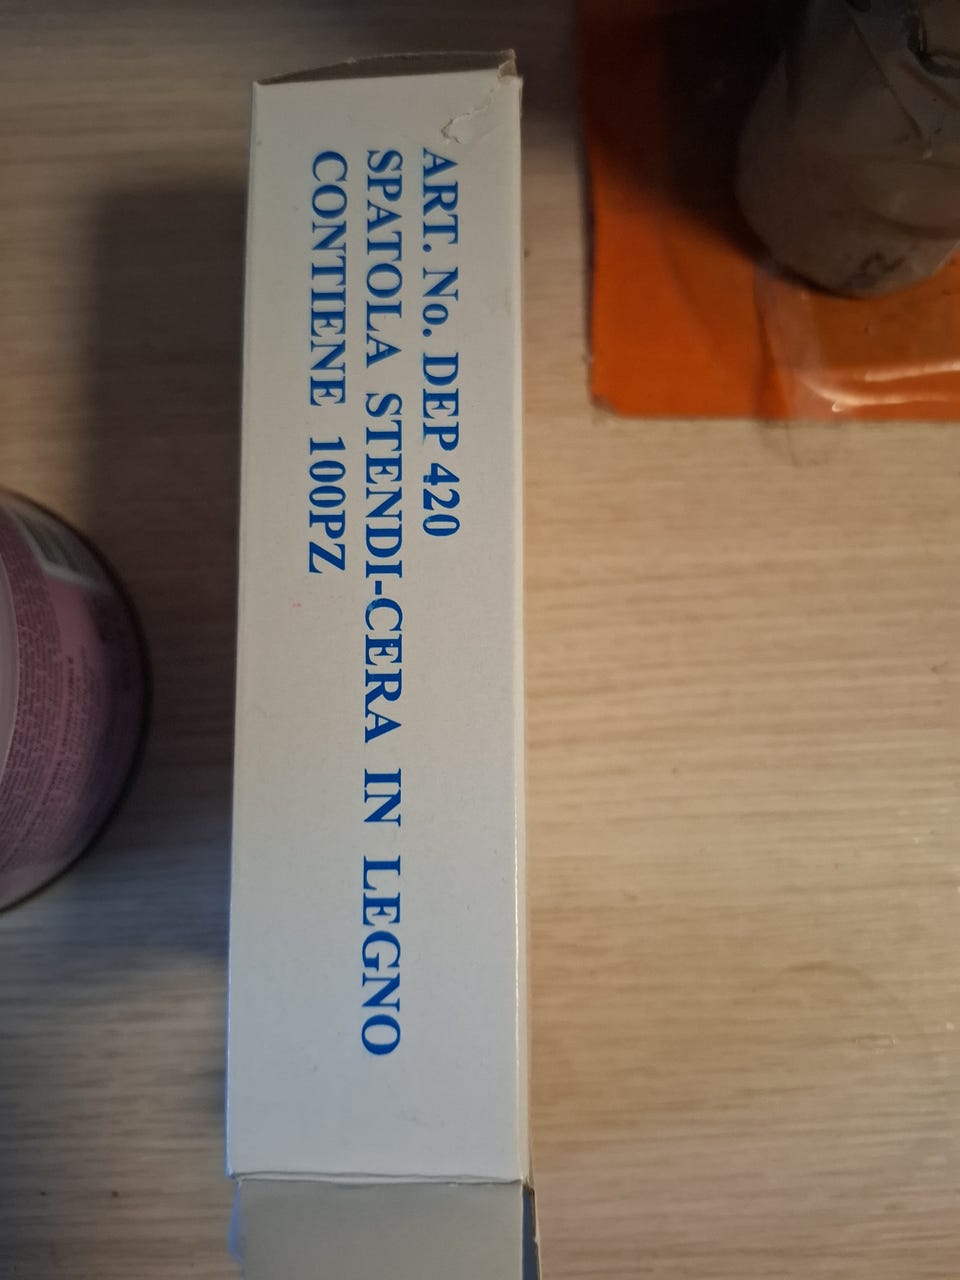 ART. No. DEP 420
SPATOLA STENDI-CERA IN LEGNO
CONTIENE 100PZ